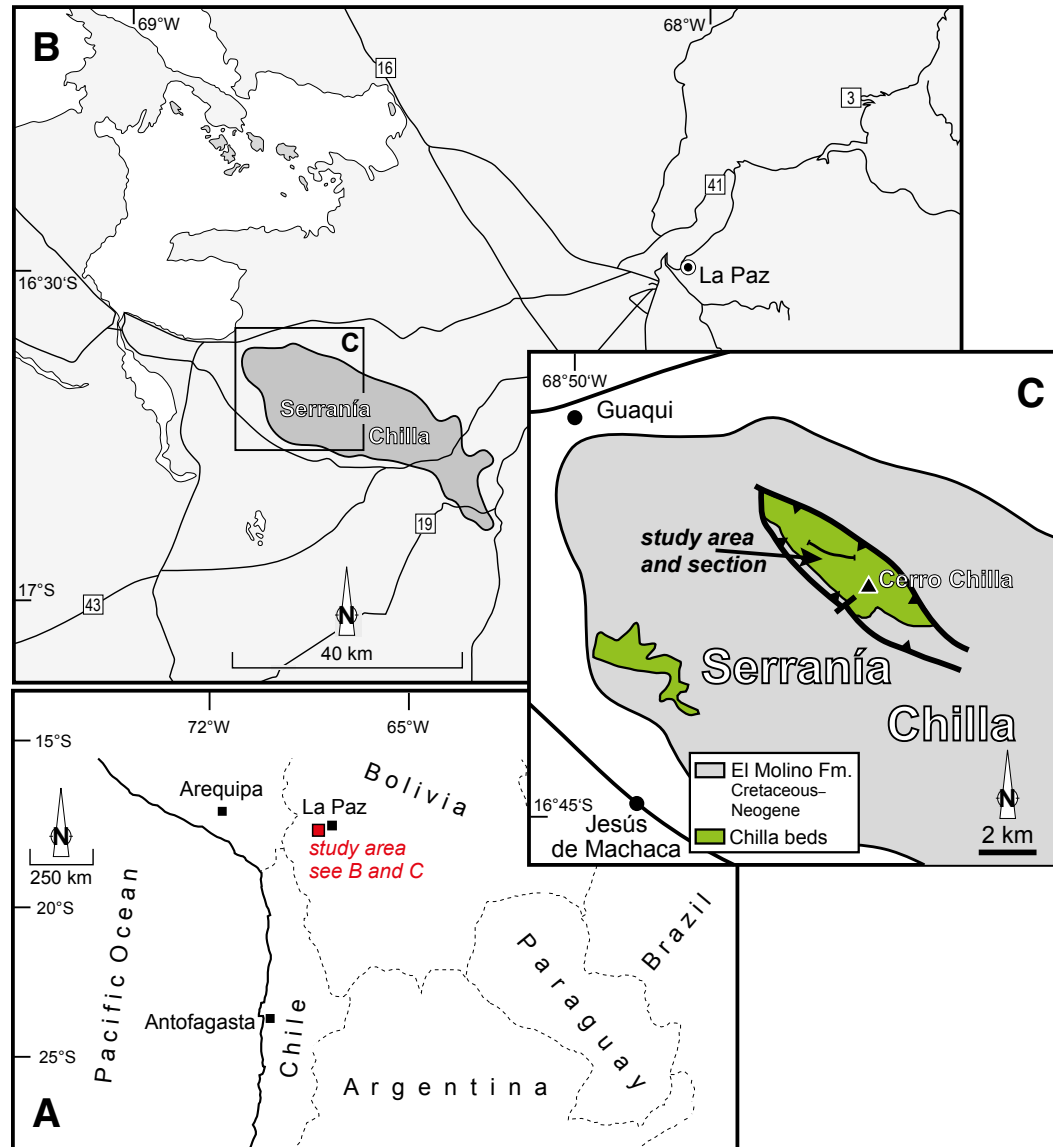 B
69°W
68°W
16
3
41
La Paz
16°30‘S
C
Serranía
Chilla
19
17°S
43
N
40 km
C
68°50‘W
Guaqui
study area
and section
Cerro Chilla
Serranía
Chilla
El Molino Fm.
Cretaceous–
Neogene
Chilla beds
16°45‘S
Jesús
de Machaca
N
2 km
72°W
65°W
15°S
Arequipa
Bolivia
La Paz
study area
see B and C
N
250 km
20°S
Pacific Ocean
Brazil
Paraguay
Antofagasta
Chile
25°S
Argentina
A